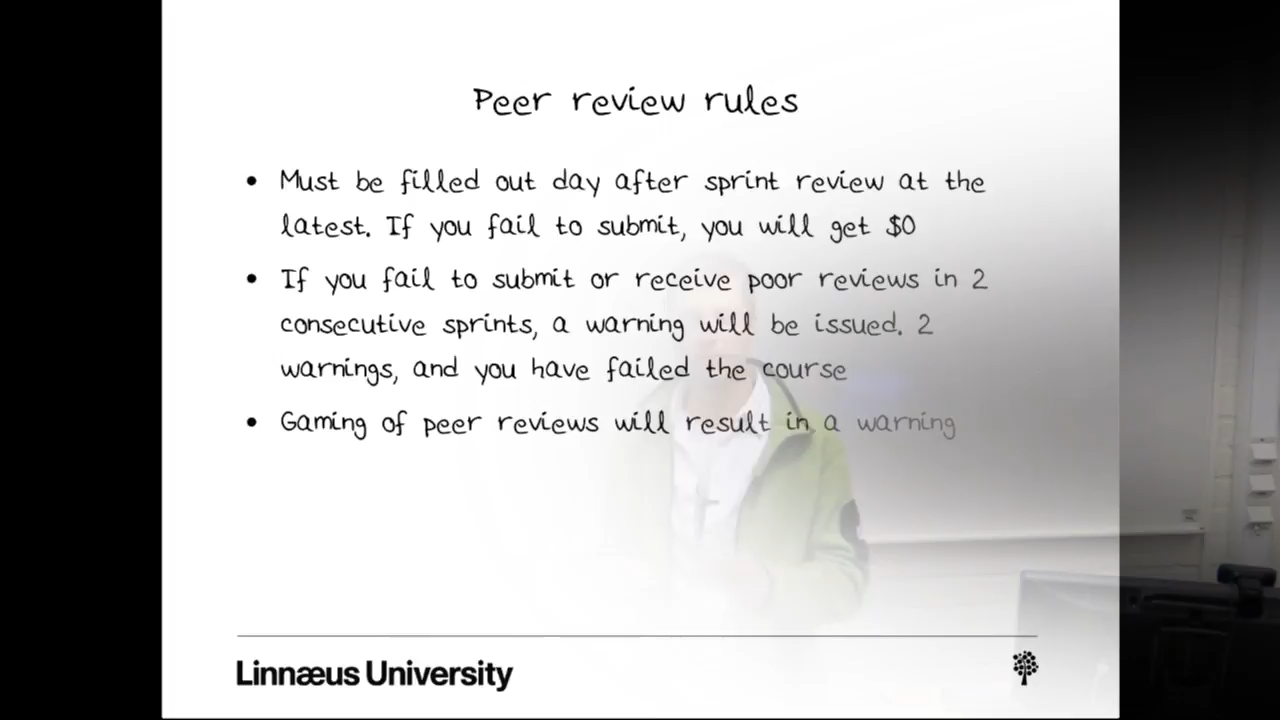 Peer review rules
• Must be filled out day after sprint review at the
latest. If you fail to submit, you will get $0
• If you fail to submit or receive poor reviews in 2
consecutive sprints, a warning will be issued. 2
warnings, and you have failed the course
• Gaming of peer reviews will result in a warning
Linnæus University